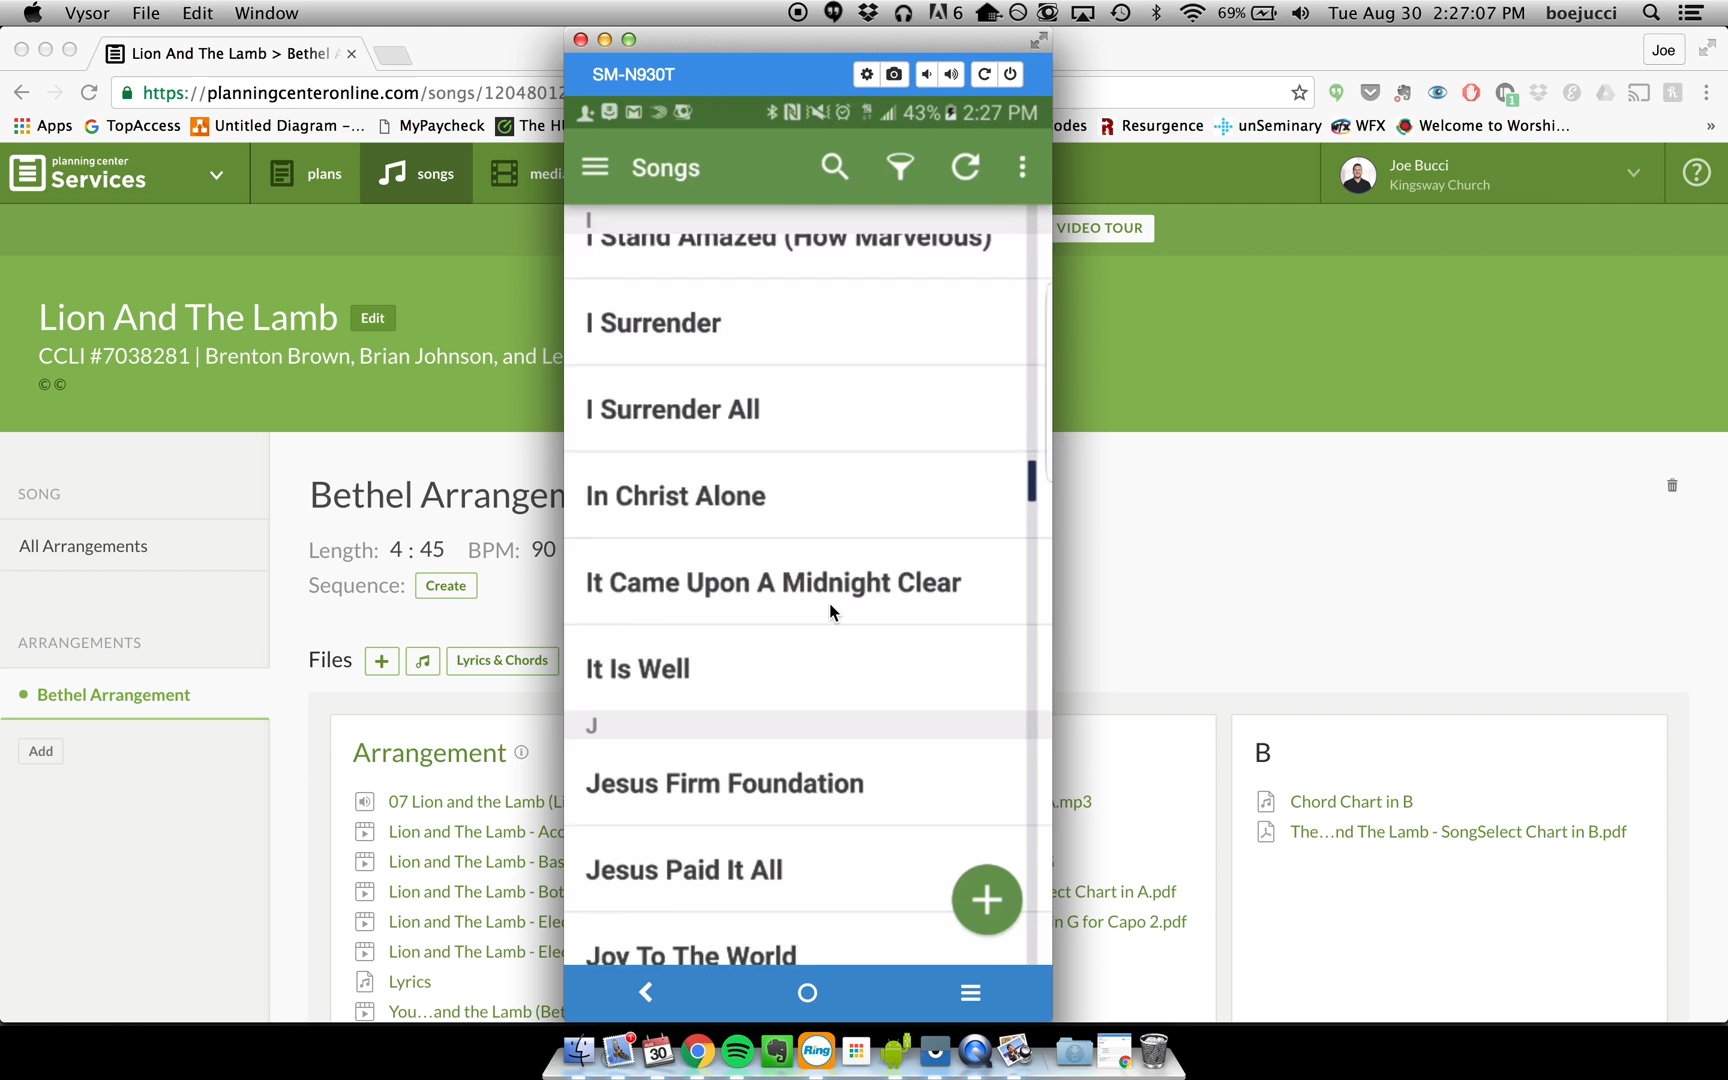 Vysor File Edit Window
6 69% Tue Aug 30 2:27:07 PM boejucci
Lion And The Lamb > Bethel A
Joe
https://planningcenteronline.com/songs/12048012
Apps TopAccess Untitled Diagram -... MyPaycheck The H odes Resurgence unSeminary WFX Welcome to Worshi... »
planning center
Services
plans songs medi
Joe Bucci
Kingsway Church
VIDEO TOUR
Lion And The Lamb Edit
CCLI #7038281 | Brenton Brown, Brian Johnson, and Le
© ©
SONG
All Arrangements
ARRANGEMENTS
Bethel Arrangement
Add
Bethel Arrangem
Length: 4 : 45 BPM: 90
Sequence: Create
Files Lyrics & Chords
Arrangement
07 Lion and the Lamb (Li
Lion and The Lamb - Aco
Lion and The Lamb - Bas
Lion and The Lamb - Bot
Lion and The Lamb - Ele
Lion and The Lamb - Ele
Lyrics
You...and the Lamb (Bet
A.mp3
ect Chart in A.pdf
n G for Capo 2.pdf
B
Chord Chart in B
The...nd The Lamb - SongSelect Chart in B.pdf
SM-N930T
43% 2:27 PM
Songs
I
I Stand Amazed (How Marvelous)
I Surrender
I Surrender All
In Christ Alone
It Came Upon A Midnight Clear
It Is Well
J
Jesus Firm Foundation
Jesus Paid It All
Joy To The World
30
Ring